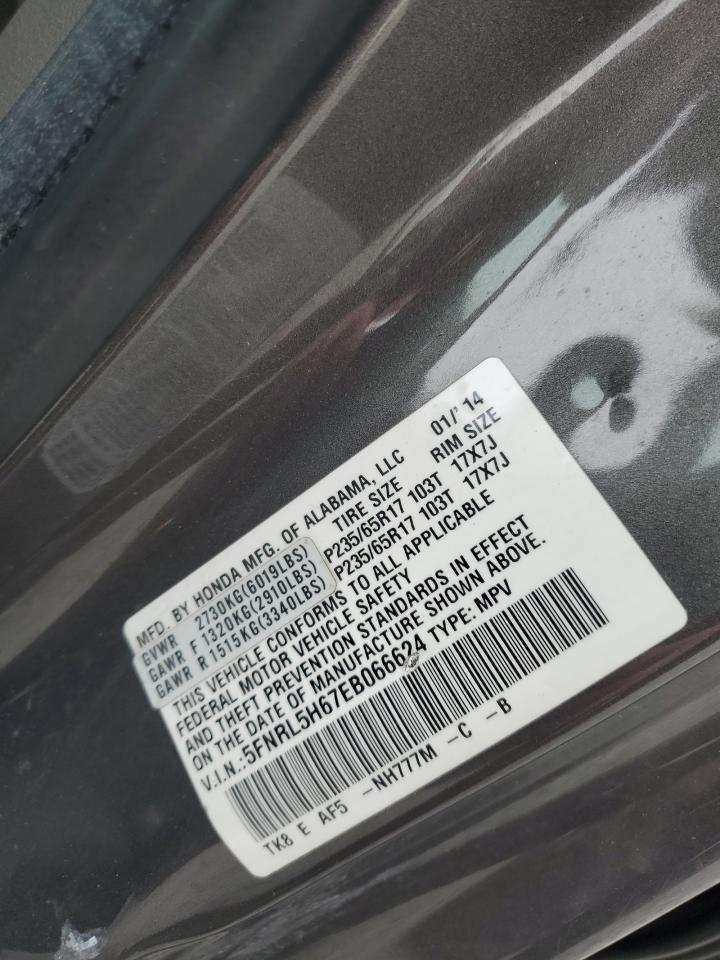 MFD. BY HONDA MFG. OF ALABAMA, LLC 01/'14
GVWR 2730KG(6019LBS) TIRE SIZE RIM SIZE
GAWR F 1320KG(2910LBS) P235/65R17 103T 17X7J
GAWR R 1515KG(3340LBS) P235/65R17 103T 17X7J
THIS VEHICLE CONFORMS TO ALL APPLICABLE
FEDERAL MOTOR VEHICLE SAFETY
AND THEFT PREVENTION STANDARDS IN EFFECT
ON THE DATE OF MANUFACTURE SHOWN ABOVE.
V.I.N.:5FNRL5H67EB066624 TYPE: MPV
TK8 E AF5 -NH777M -C -B